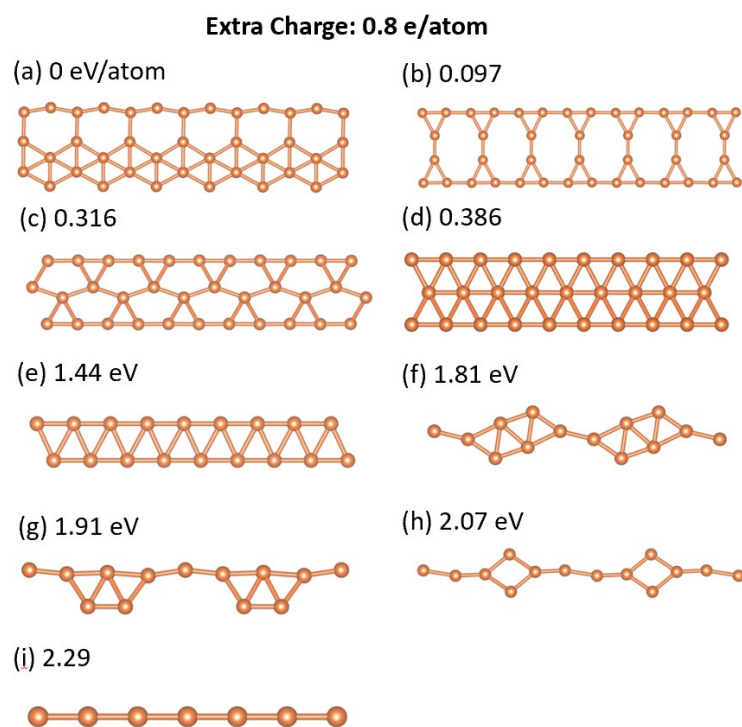 Extra Charge: 0.8 e/atom
(a) 0 eV/atom
(b) 0.097
(c) 0.316
(d) 0.386
(e) 1.44 eV
(f) 1.81 eV
(g) 1.91 eV
(h) 2.07 eV
(i) 2.29